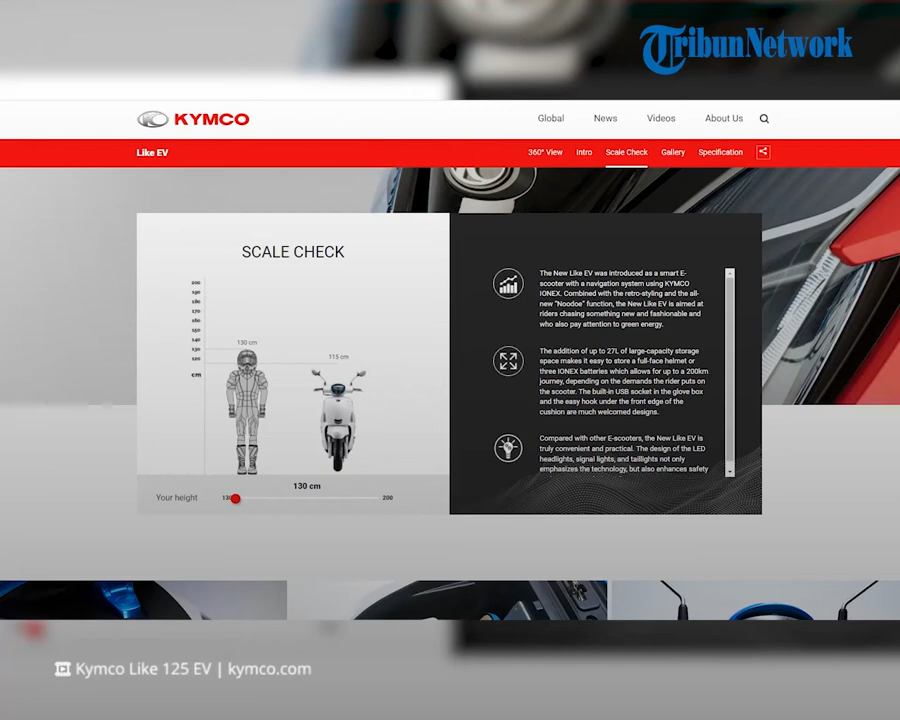 TribunNetwork
KYMCO
Global News Videos About Us
Like EV
360° View Intro Scale Check Gallery Specification
SCALE CHECK
200
190
180
170
160
150
140
130
120
cm
130 cm
115 cm
130 cm
Your height
130
200
The New Like EV was introduced as a smart E-
scooter with a navigation system using KYMCO
IONEX. Combined with the retro-styling and the all-
new "Noodoe" function, the New Like EV is aimed at
riders chasing something new and fashionable and
who also pay attention to green energy.
The addition of up to 27L of large-capacity storage
space makes it easy to store a full-face helmet or
three IONEX batteries which allows for up to a 200km
journey, depending on the demands the rider puts on
the scooter. The built-in USB socket in the glove box
and the easy hook under the front edge of the
cushion are much welcomed designs.
Compared with other E-scooters, the New Like EV is
truly convenient and practical. The design of the LED
headlights, signal lights, and taillights not only
emphasizes the technology, but also enhances safety
Kymco Like 125 EV | kymco.com